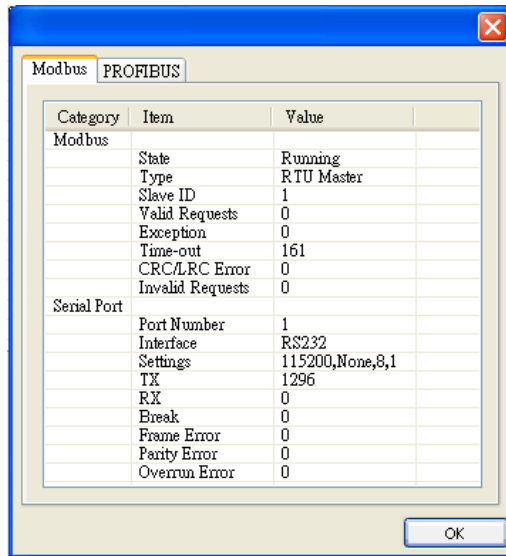 Modbus PROFIBUS
Category Item Value
Modbus
State Running
Type RTU Master
Slave ID 1
Valid Requests 0
Exception 0
Time-out 161
CRC/LRC Error 0
Invalid Requests 0
Serial Port
Port Number 1
Interface RS232
Settings 115200,None,8,1
TX 1296
RX 0
Break 0
Frame Error 0
Parity Error 0
Overrun Error 0
OK